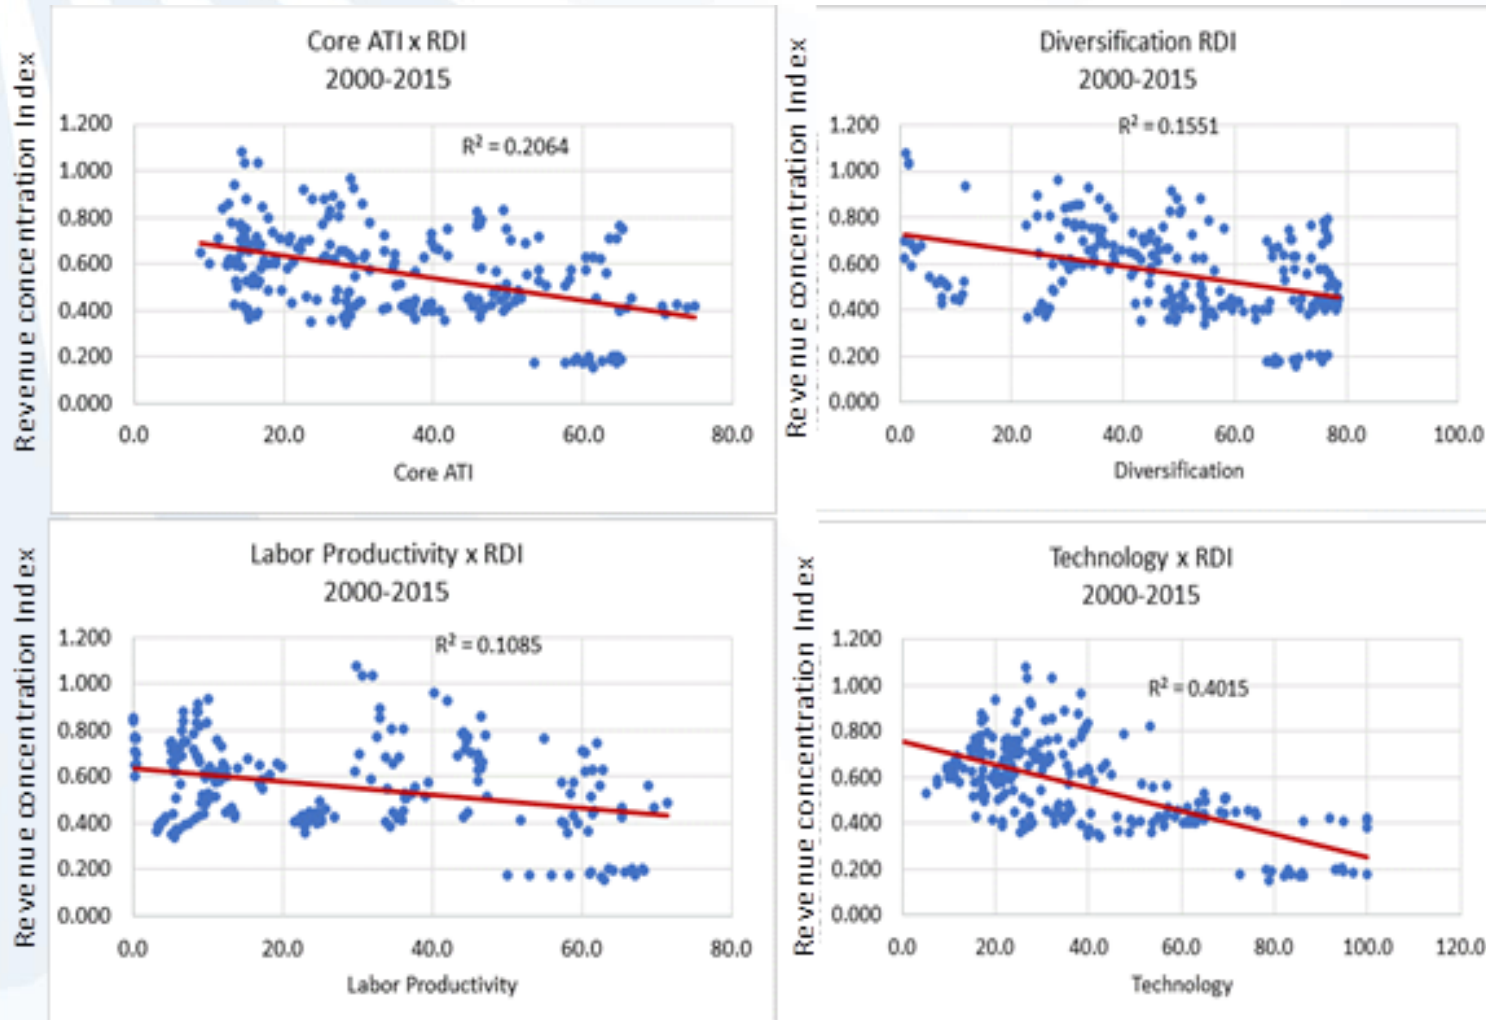 Core ATI x RDI
2000-2015
Revenue concentration Index
R² = 0.2064
1.200
1.000
0.800
0.600
0.400
0.200
0.000
0.0 20.0 40.0 60.0 80.0
Core ATI
Diversification RDI
2000-2015
Revenue concentration Index
R² = 0.1551
1.200
1.000
0.800
0.600
0.400
0.200
0.000
0.0 20.0 40.0 60.0 80.0 100.0
Diversification
Labor Productivity x RDI
2000-2015
Revenue concentration Index
R² = 0.1085
1.200
1.000
0.800
0.600
0.400
0.200
0.000
0.0 20.0 40.0 60.0 80.0
Labor Productivity
Technology x RDI
2000-2015
Revenue concentration Index
R² = 0.4015
1.200
1.000
0.800
0.600
0.400
0.200
0.000
0.0 20.0 40.0 60.0 80.0 100.0 120.0
Technology